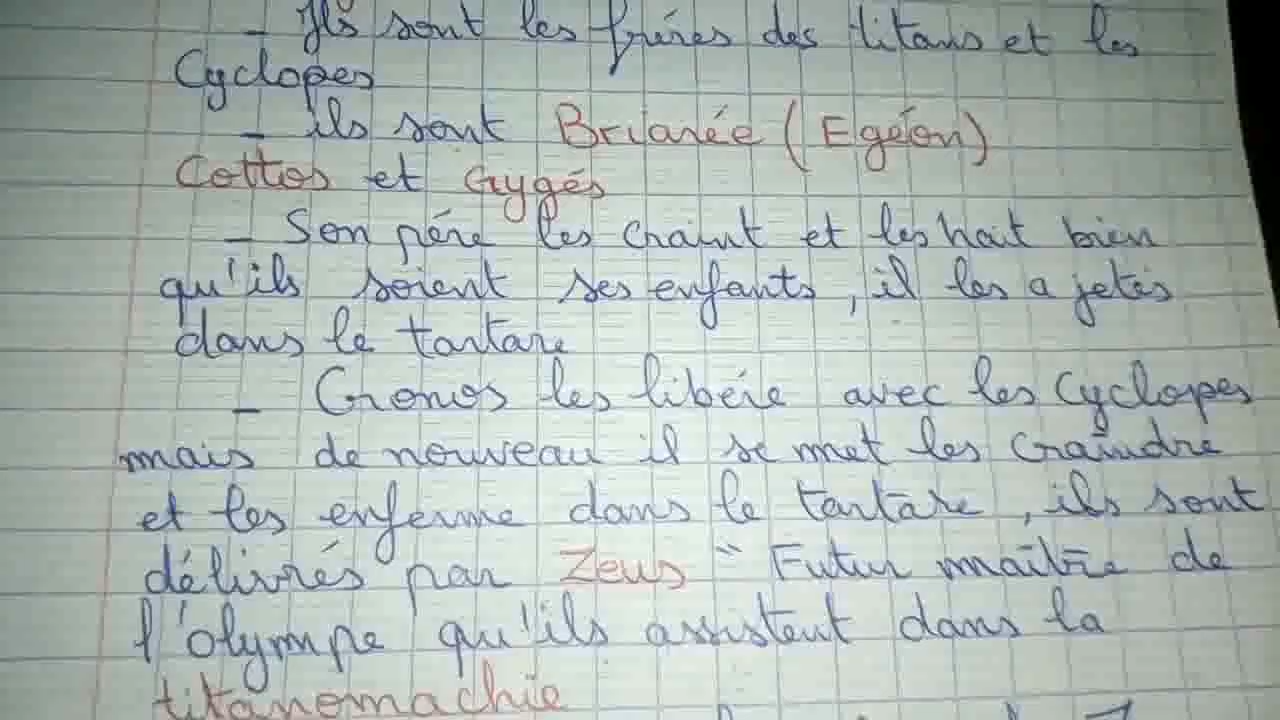 - Ils sont les fréres des titans et les
Cyclopes
- ils sont Briarée (Egéon)
Cottos et Gygés
- Son pére les craint et les hait bien
qu'ils soient ses enfants, il les a jetés
dans le tartare
- Cronos les libére avec les Cyclopes
mais de nouveau il se met les craindre
et les enferme dans le tartare, ils sont
délivrés par Zeus " Futur maître de
l'olympe qu'ils assistent dans la
titanomachie